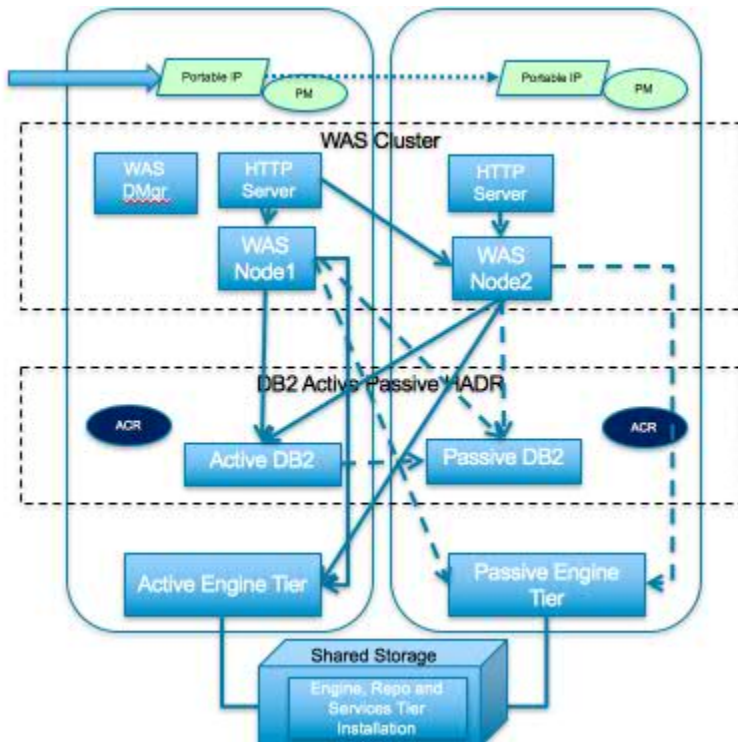 Portable IP
PM
Portable IP
PM
WAS Cluster
WAS
DMgr
HTTP
Server
HTTP
Server
WAS
Node1
WAS
Node2
DB2 Active Passive HADR
ACR
ACR
Active DB2
Passive DB2
Active Engine Tier
Passive Engine
Tier
Shared Storage
Engine, Repo and
Services Tier
Installation